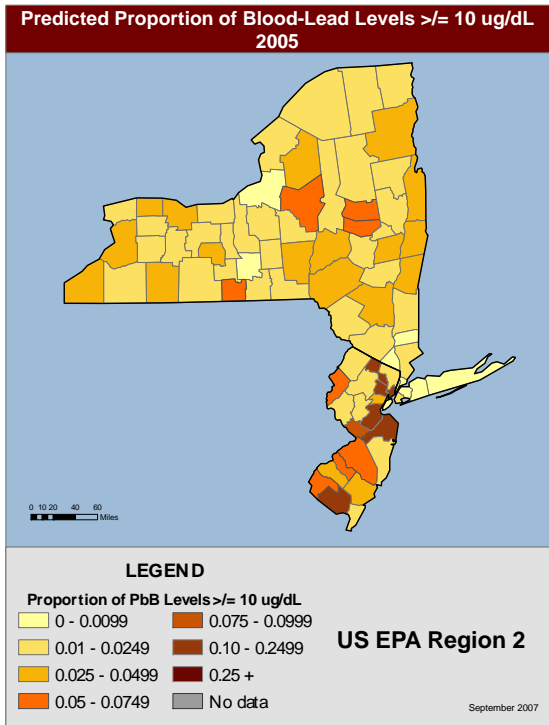 Predicted Proportion of Blood-Lead Levels >/= 10 ug/dL
2005
0 10 20 40 60
Miles
LEGEND
Proportion of PbB Levels >/= 10 ug/dL
0 - 0.0099
0.01 - 0.0249
0.025 - 0.0499
0.05 - 0.0749
0.075 - 0.0999
0.10 - 0.2499
0.25 +
No data
US EPA Region 2
September 2007